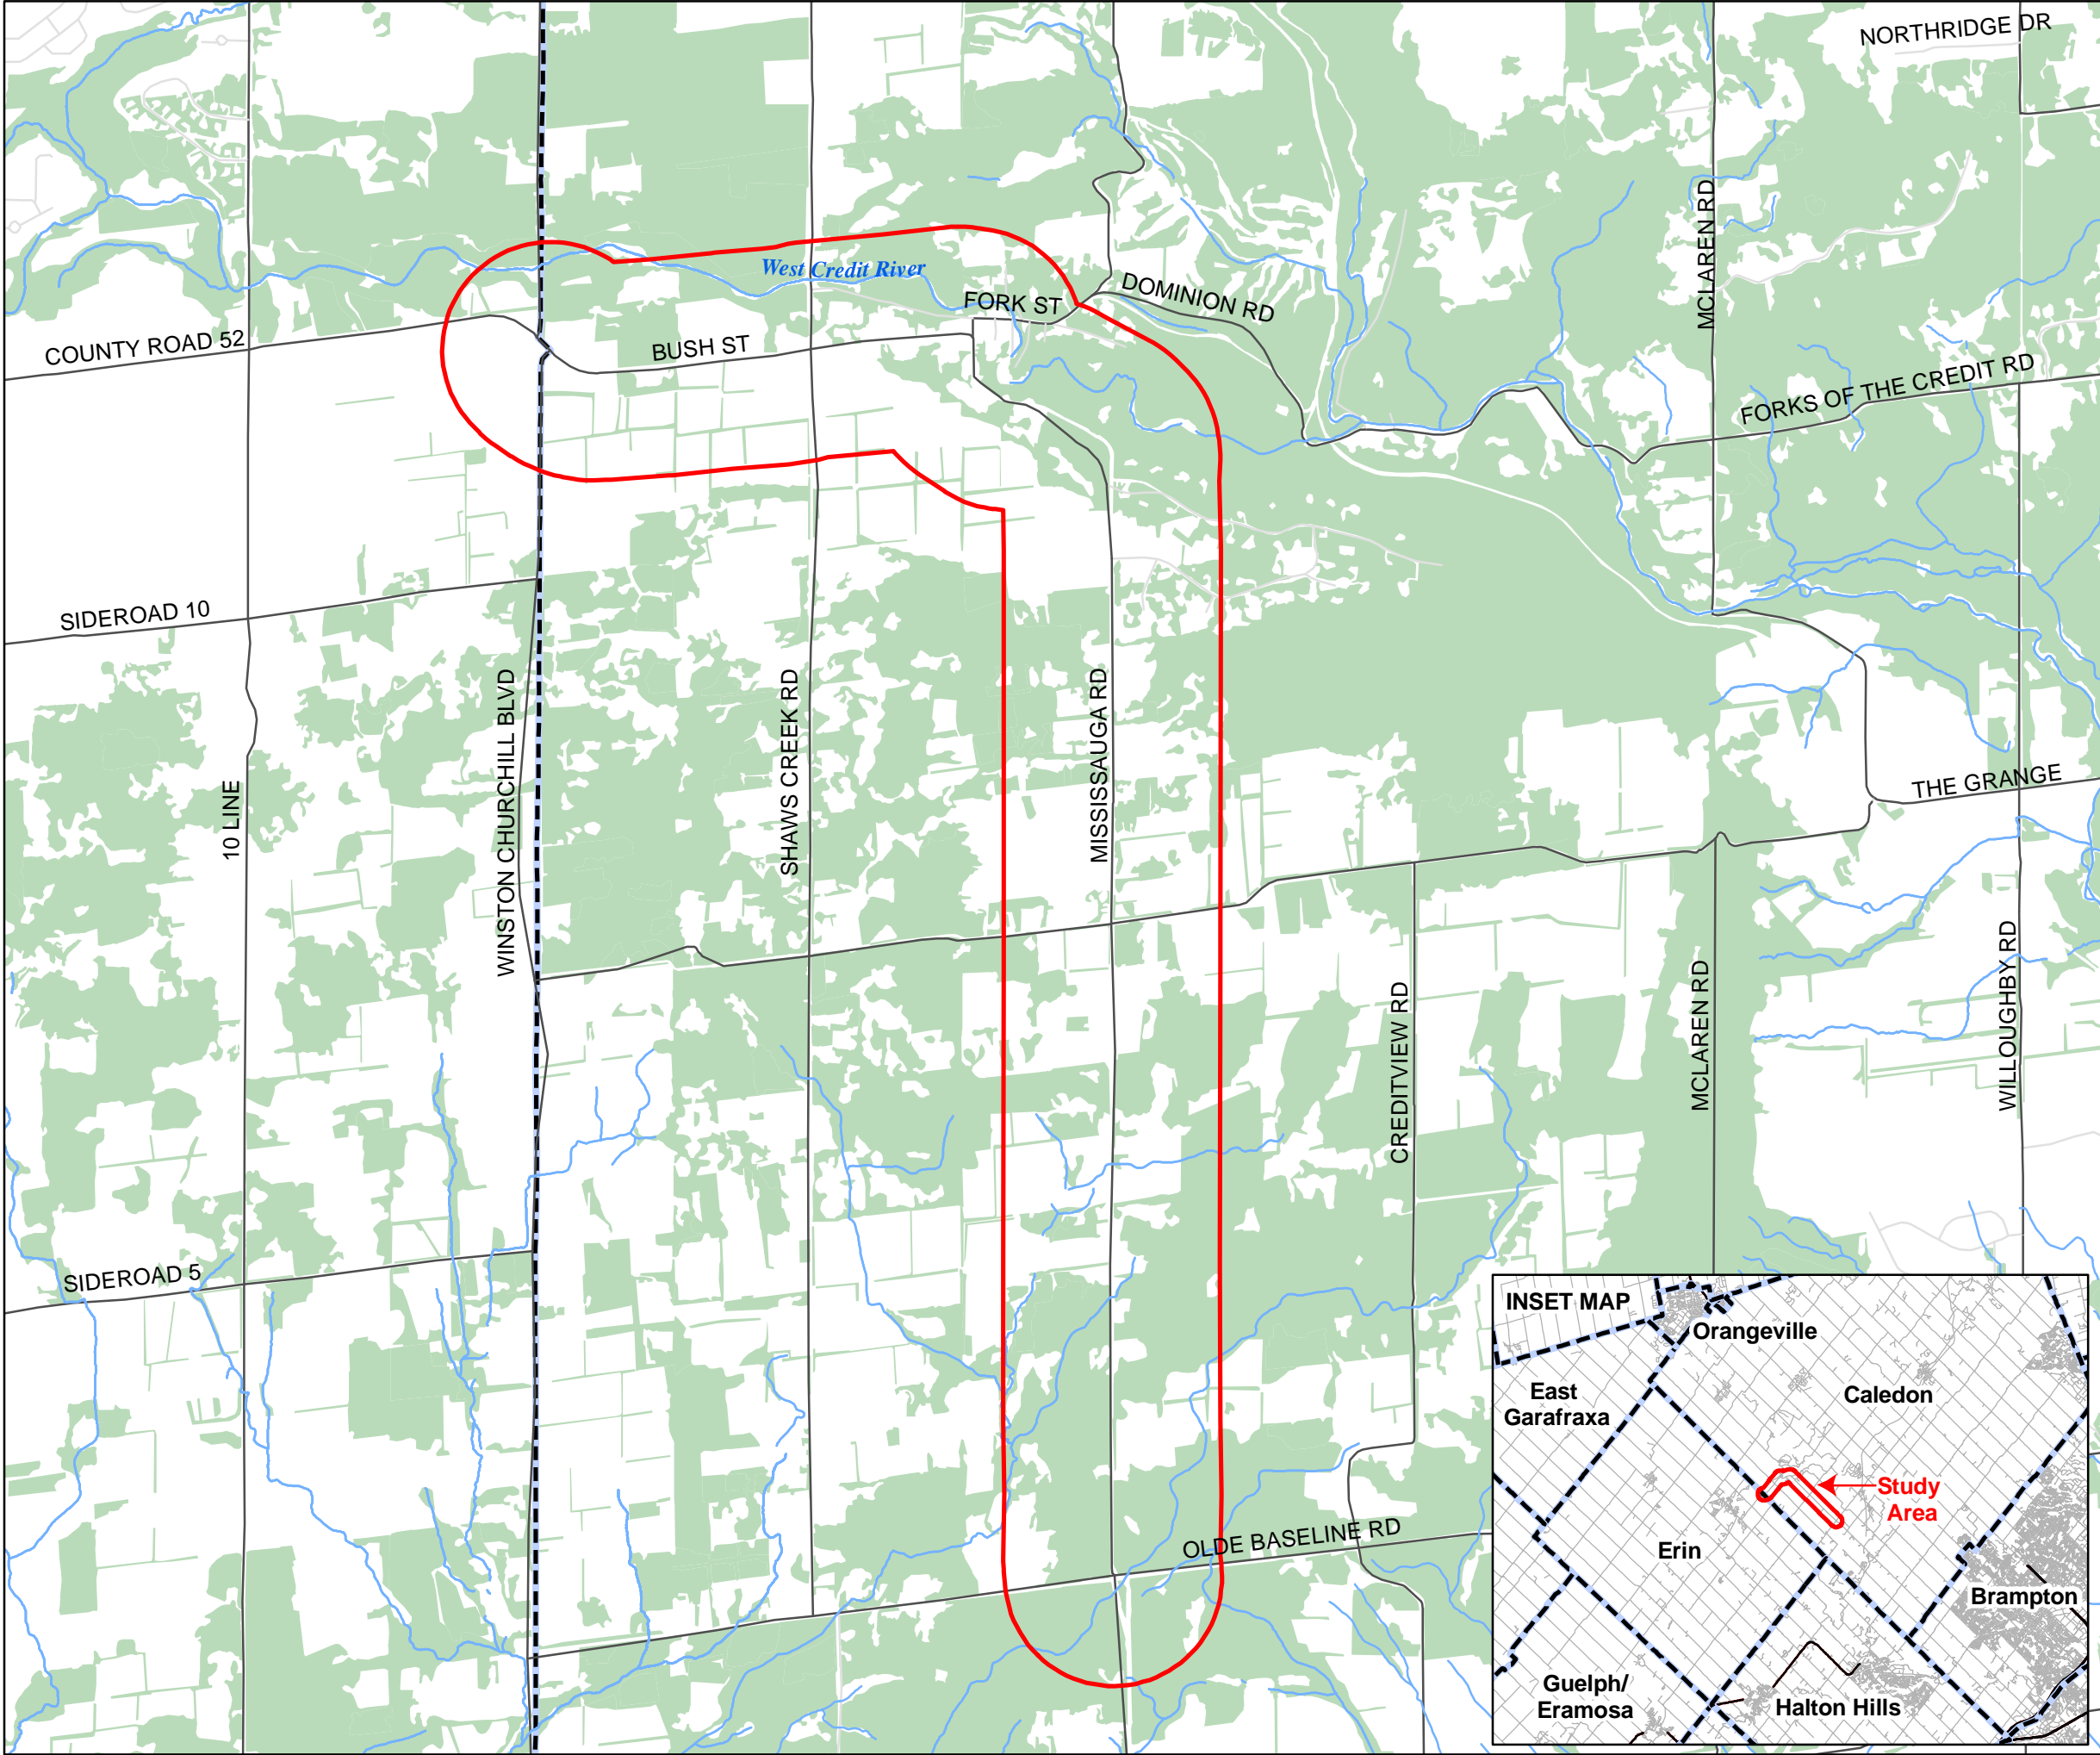 NORTHRIDGE DR
MCLAREN RD
West Credit River
DOMINION RD
FORK ST
COUNTY ROAD 52
BUSH ST
FORKS OF THE CREDIT RD
SIDEROAD 10
WINSTON CHURCHILL BLVD
SHAWS CREEK RD
MISSISSAUGA RD
10 LINE
THE GRANGE
CREDITVIEW RD
MCLAREN RD
WILLOUGHBY RD
SIDEROAD 5
OLDE BASELINE RD
INSET MAP
Orangeville
East
Garafraxa
Caledon
Study
Area
Erin
Brampton
Guelph/
Eramosa
Halton Hills